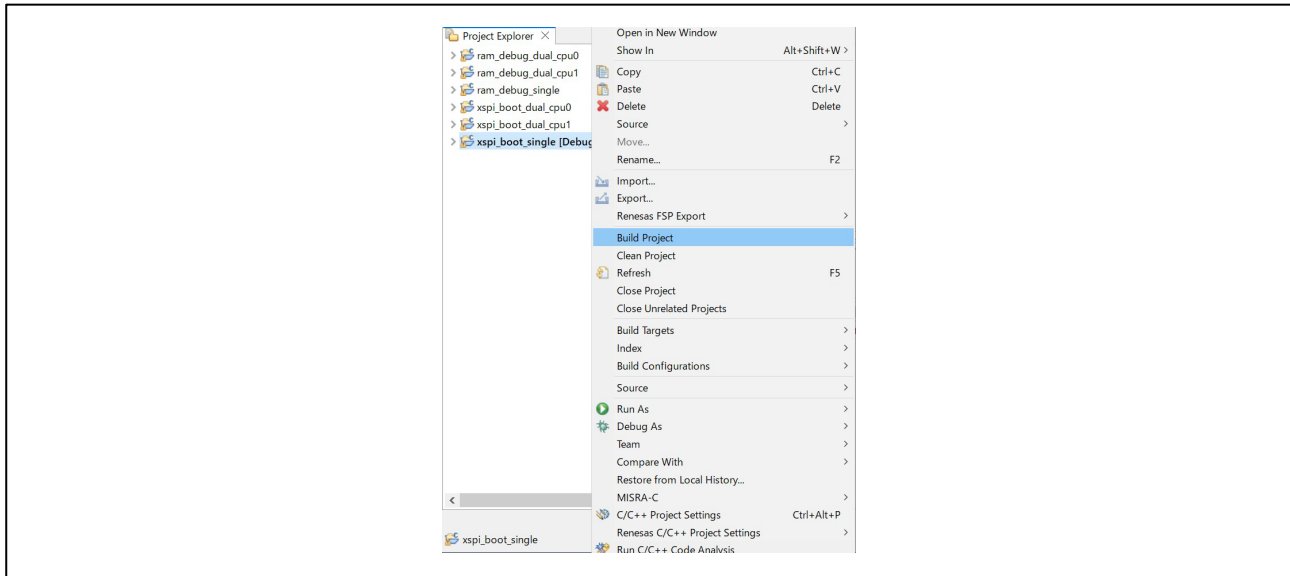 Project Explorer
ram_debug_dual_cpu0
ram_debug_dual_cpu1
ram_debug_single
xspi_boot_dual_cpu0
xspi_boot_dual_cpu1
xspi_boot_single [Debug
xspi_boot_single
Open in New Window
Show In Alt+Shift+W >
Copy Ctrl+C
Paste Ctrl+V
Delete Delete
Source >
Move...
Rename... F2
Import...
Export...
Renesas FSP Export >
Build Project
Clean Project
Refresh F5
Close Project
Close Unrelated Projects
Build Targets >
Index >
Build Configurations >
Source >
Run As >
Debug As >
Team >
Compare With >
Restore from Local History...
MISRA-C >
C/C++ Project Settings Ctrl+Alt+P
Renesas C/C++ Project Settings >
Run C/C++ Code Analysis